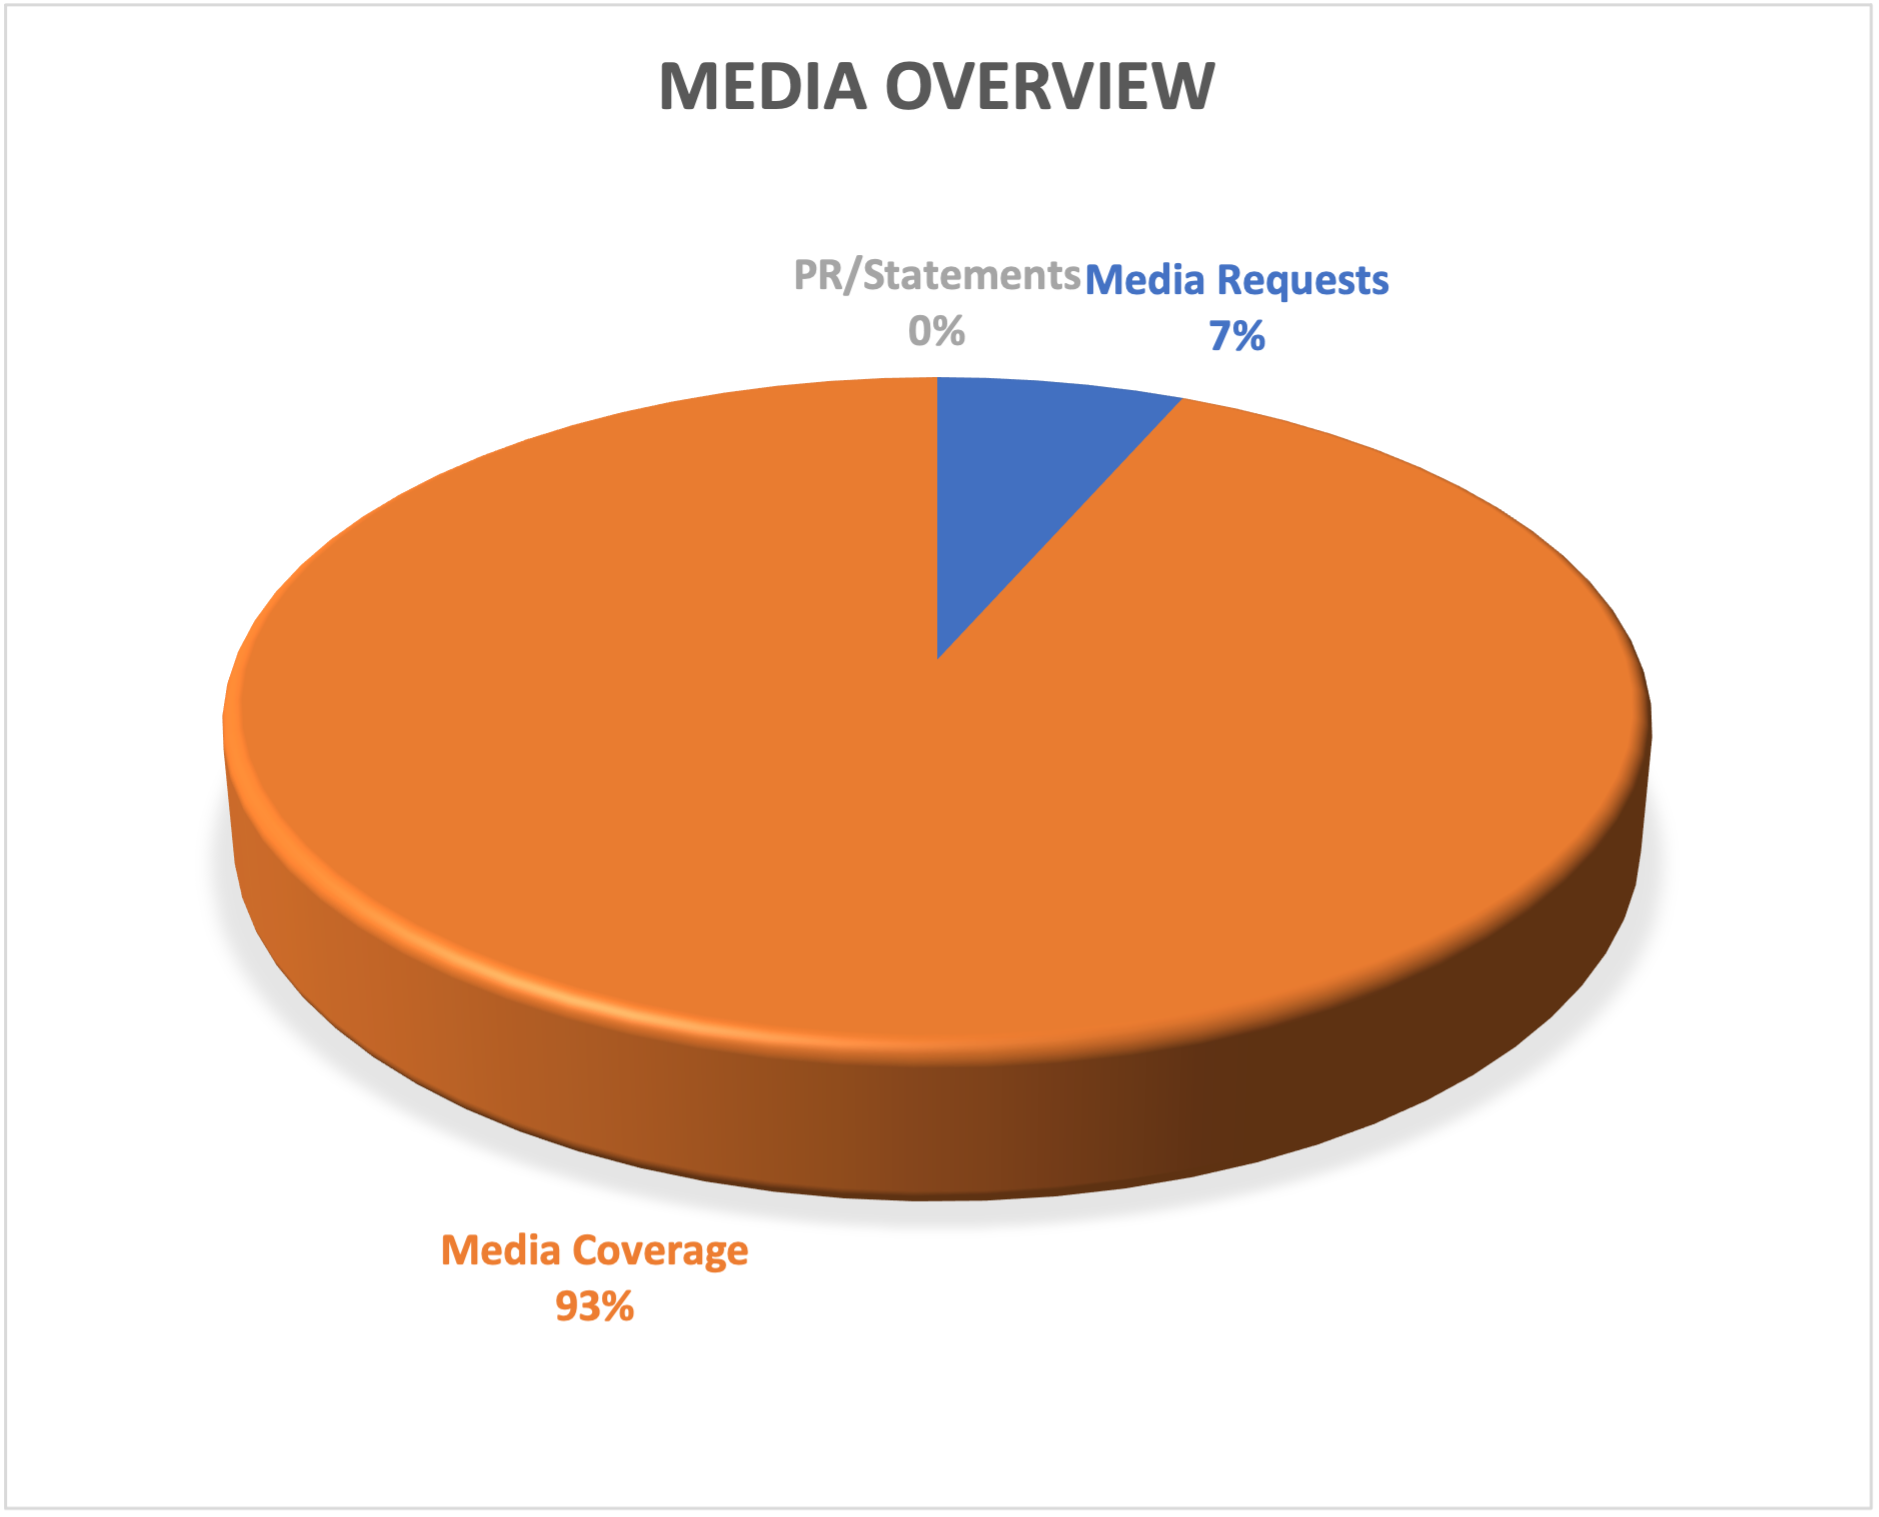 MEDIA OVERVIEW
PR/Statements
0%
Media Requests
7%
Media Coverage
93%